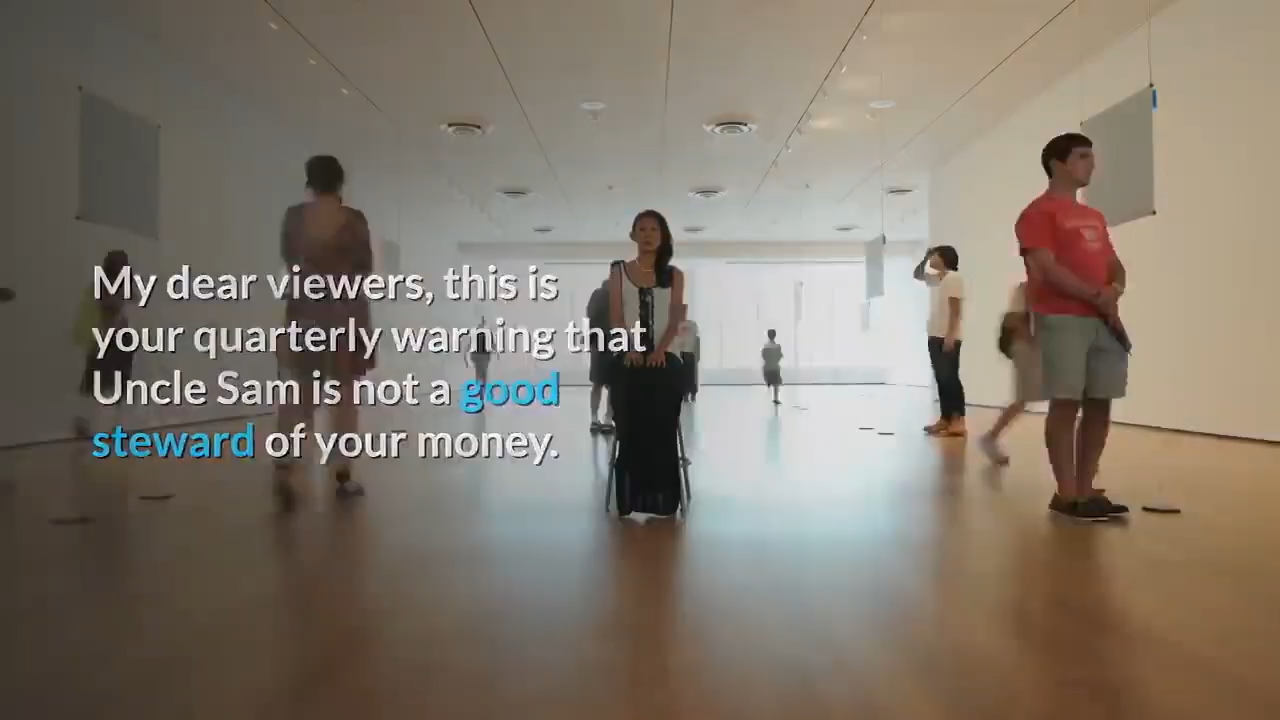 My dear viewers, this is
your quarterly warning that
Uncle Sam is not a good
steward of your money.